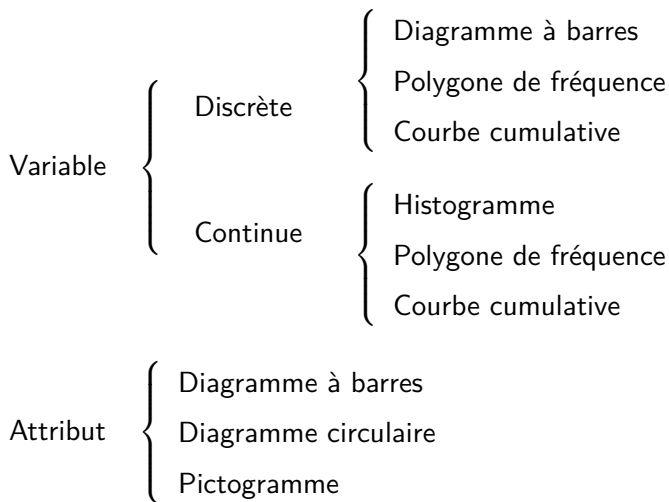 Variable
Discrète
Diagramme à barres
Polygone de fréquence
Courbe cumulative
Continue
Histogramme
Polygone de fréquence
Courbe cumulative
Attribut
Diagramme à barres
Diagramme circulaire
Pictogramme